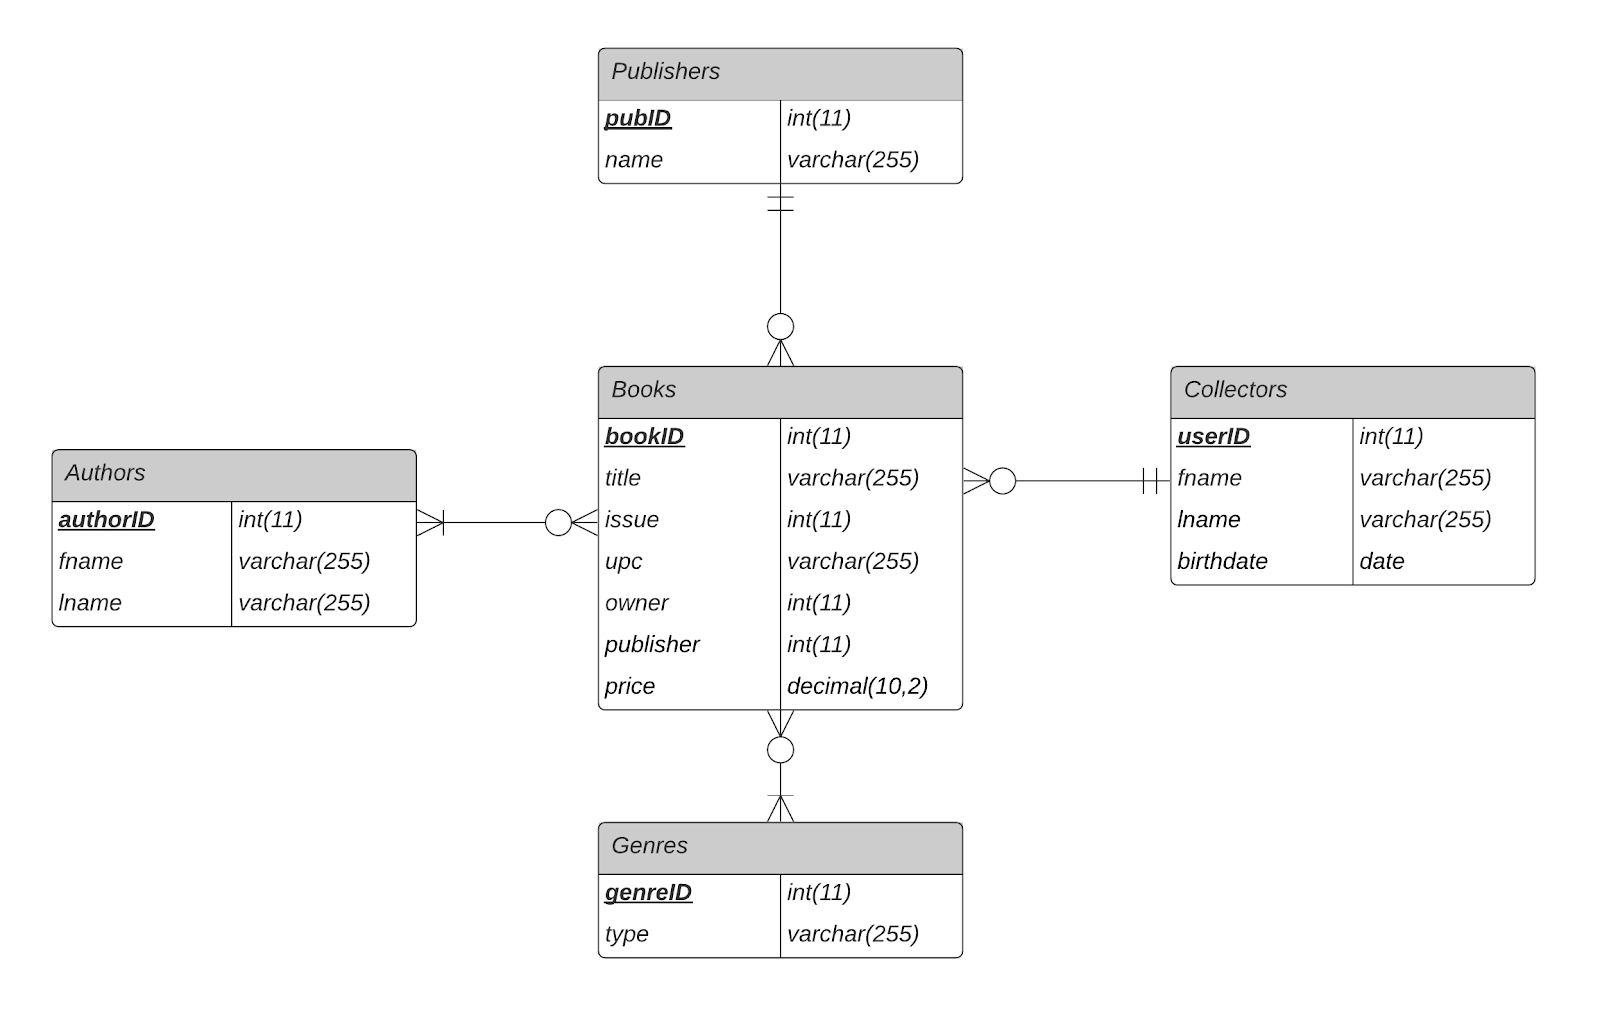 Publishers
pubID int(11)
name varchar(255)
Books
bookID int(11)
title varchar(255)
issue int(11)
upc varchar(255)
owner int(11)
publisher int(11)
price decimal(10,2)
Collectors
userID int(11)
fname varchar(255)
lname varchar(255)
birthdate date
Authors
authorID int(11)
fname varchar(255)
lname varchar(255)
Genres
genreID int(11)
type varchar(255)